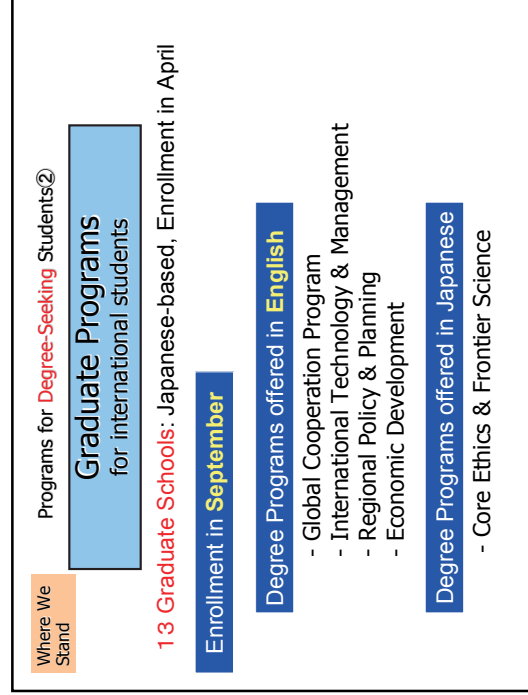 Where We
Stand
Programs for Degree-Seeking Students②
Graduate Programs
for international students
13 Graduate Schools: Japanese-based, Enrollment in April
Enrollment in September
Degree Programs offered in English
- Global Cooperation Program
- International Technology & Management
- Regional Policy & Planning
- Economic Development
Degree Programs offered in Japanese
- Core Ethics & Frontier Science